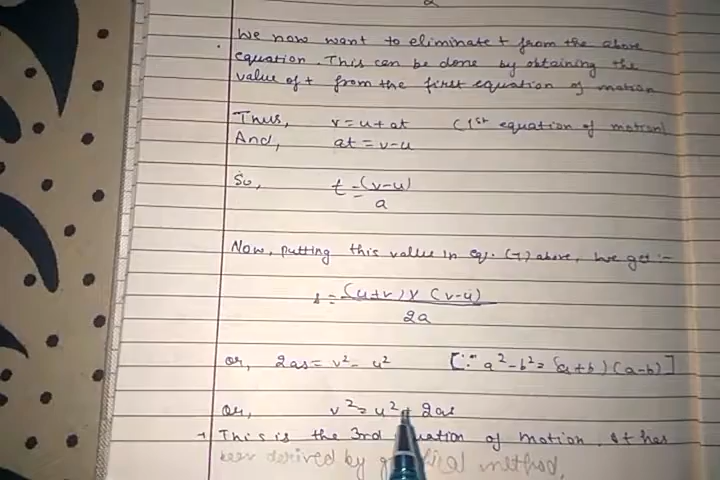 We now want to eliminate t from the above
equation. This can be done by obtaining the
value of t from the first equation of motion
Thus, v = u + at (1st equation of motion)
And, at = v-u
So, t = (v-u)
a
Now, putting this value in eq. (1) above, we get :-
s = (u+v) x (v-u)
2a
or, 2as = v² - u² [∵ a²-b² = (a+b) (a-b)]
or, v² = u² + 2as
→ This is the 3rd equation of motion. It has
been derived by graphical method.